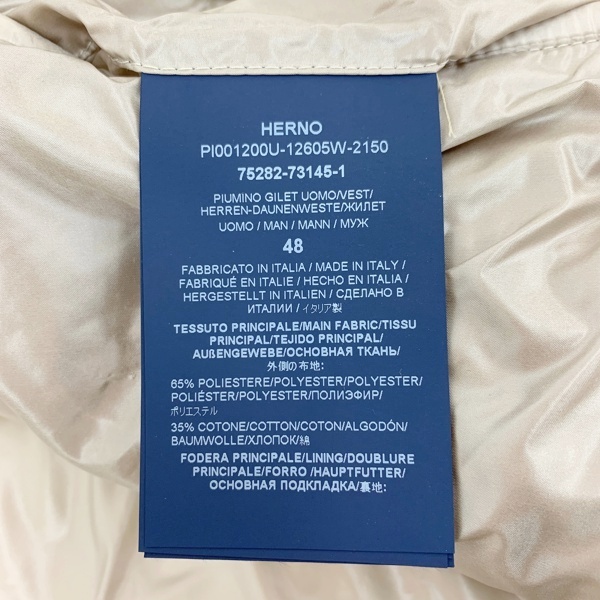 HERNO
PI001200U-12605W-2150
75282-73145-1
PIUMINO GILET UOMO/VEST/
HERREN-DAUNENWESTE/ЖИЛЕТ
UOMO / MAN / MANN / МУЖ
48
FABBRICATO IN ITALIA / MADE IN ITALY /
FABRIQUÉ EN ITALIE / HECHO EN ITALIA /
HERGESTELLT IN ITALIEN / СДЕЛАНО В
ИТАЛИИ / イタリア製
TESSUTO PRINCIPALE/MAIN FABRIC/TISSU
PRINCIPAL/TEJIDO PRINCIPAL/
AUßENGEWEBE/ОСНОВНАЯ ТКАНЬ/
外側の布地:
65% POLIESTERE/POLYESTER/POLYESTER/
POLIÉSTER/POLYESTER/ПОЛИЭФИР/
ポリエステル
35% COTONE/COTTON/COTON/ALGODÓN/
BAUMWOLLE/ХЛОПОК/綿
FODERA PRINCIPALE/LINING/DOUBLURE
PRINCIPALE/FORRO /HAUPTFUTTER/
ОСНОВНАЯ ПОДКЛАДКА/裏地: